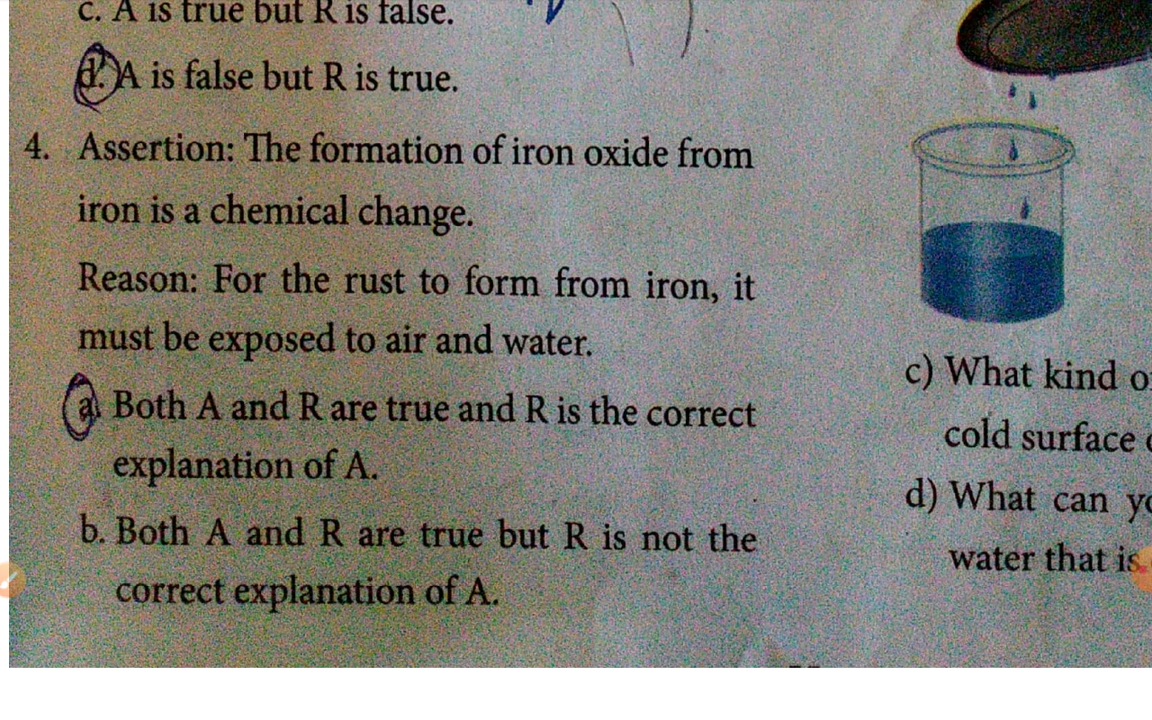 c. A is true but R is false.
d. A is false but R is true.
4. Assertion: The formation of iron oxide from
iron is a chemical change.
Reason: For the rust to form from iron, it
must be exposed to air and water.
a. Both A and R are true and R is the correct
explanation of A.
b. Both A and R are true but R is not the
correct explanation of A.
c) What kind
cold surface
d) What can
water that is